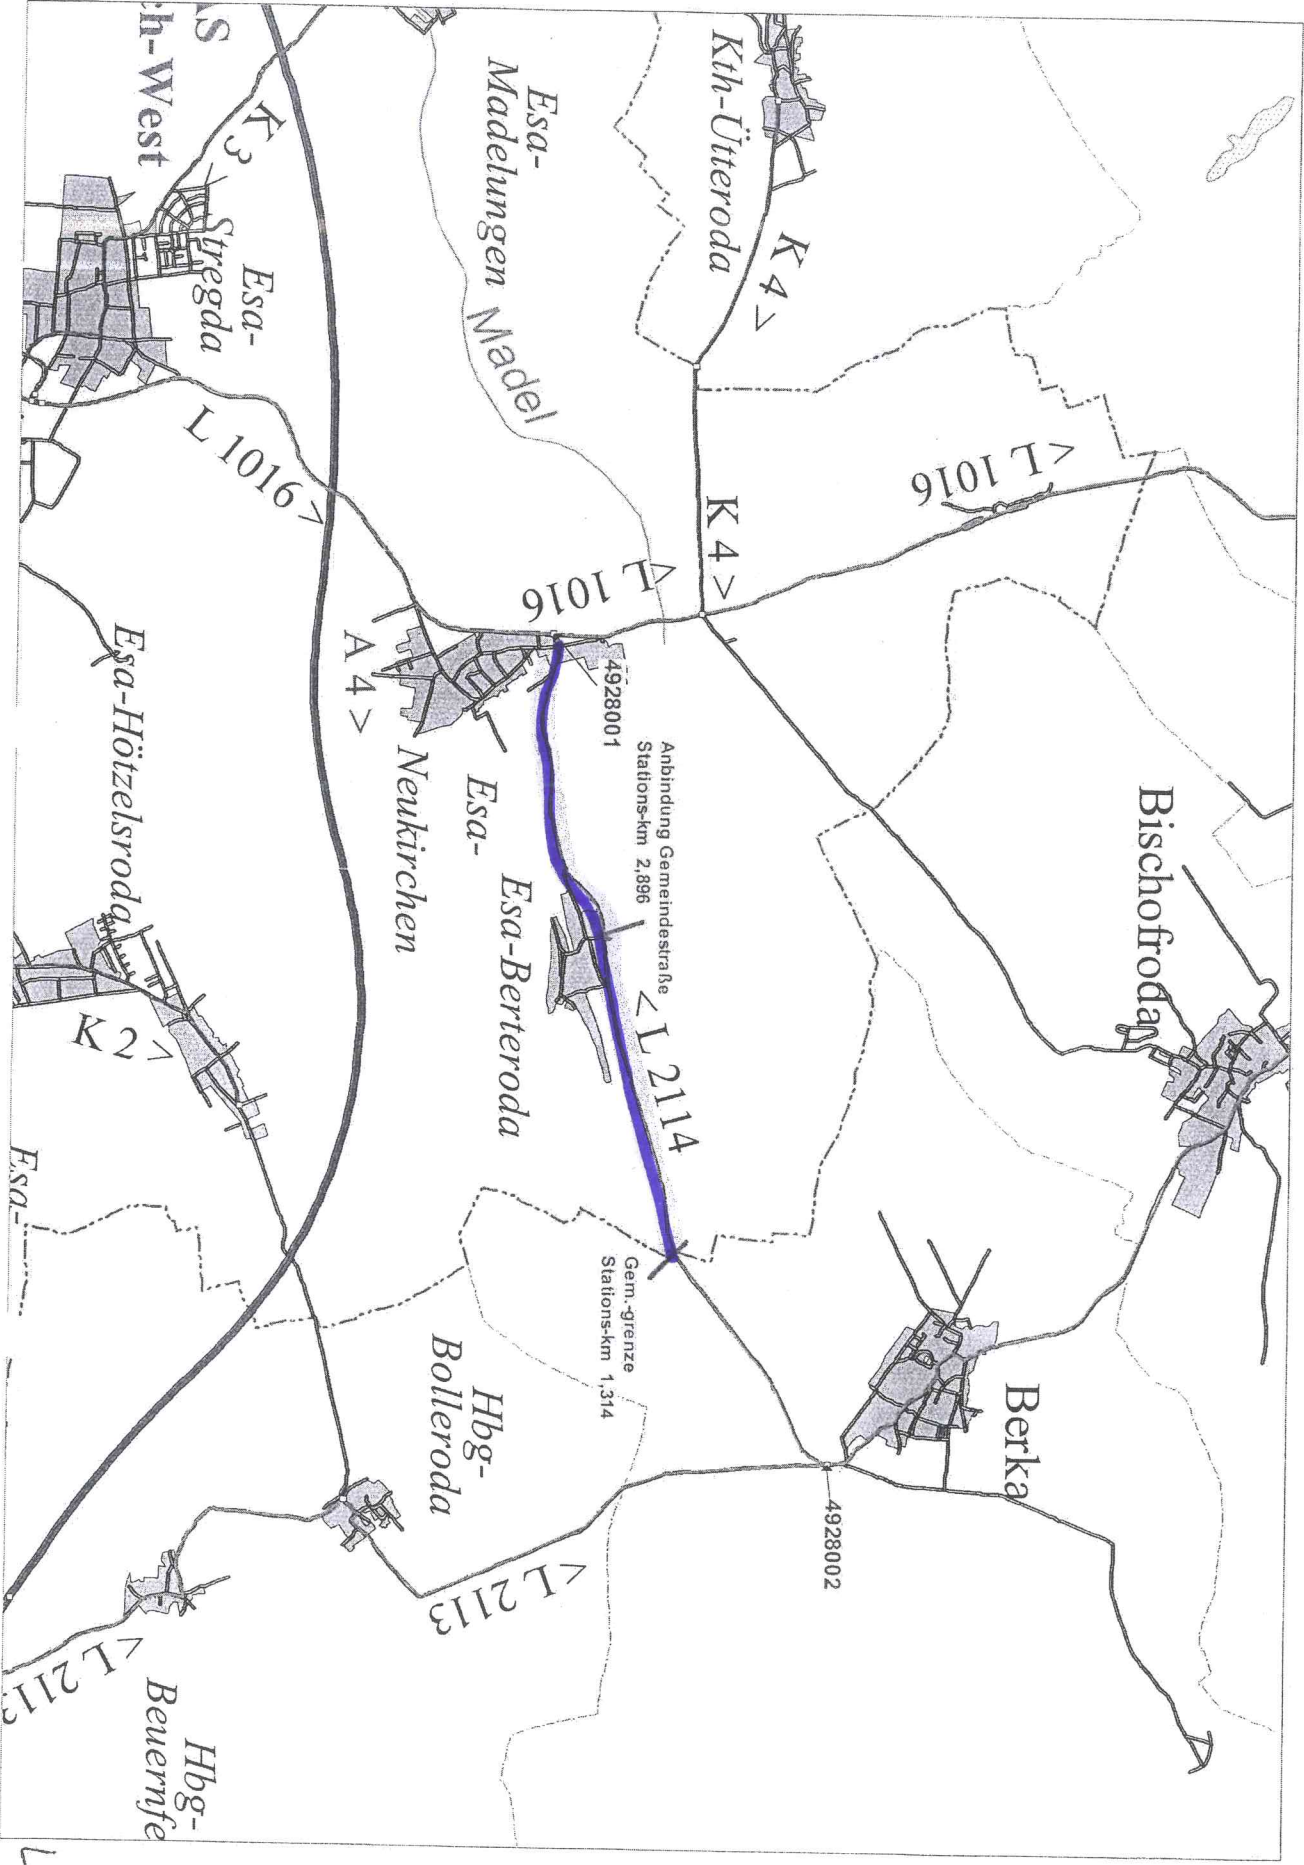 Bischofroda
Berka
< L 1016
Kth-Ütteroda
K 4 >
K 4 >
4928002
< L 2114
Anbindung Gemeindestraße
Stations-km 2,896
Gem.-grenze
Stations-km 1,314
4928001
< L 1016
Esa-
Madelungen
Madel
Esa-Berteroda
Esa-
Neukirchen
Hbg-
Bolleroda
< L 2113
A 4 >
L 1016 >
K 3
Esa-
Stregda
AS
ch-West
Esa-Hötzelsroda
K 2 >
Esa-
Hbg-
Beuernfe
< L 2113